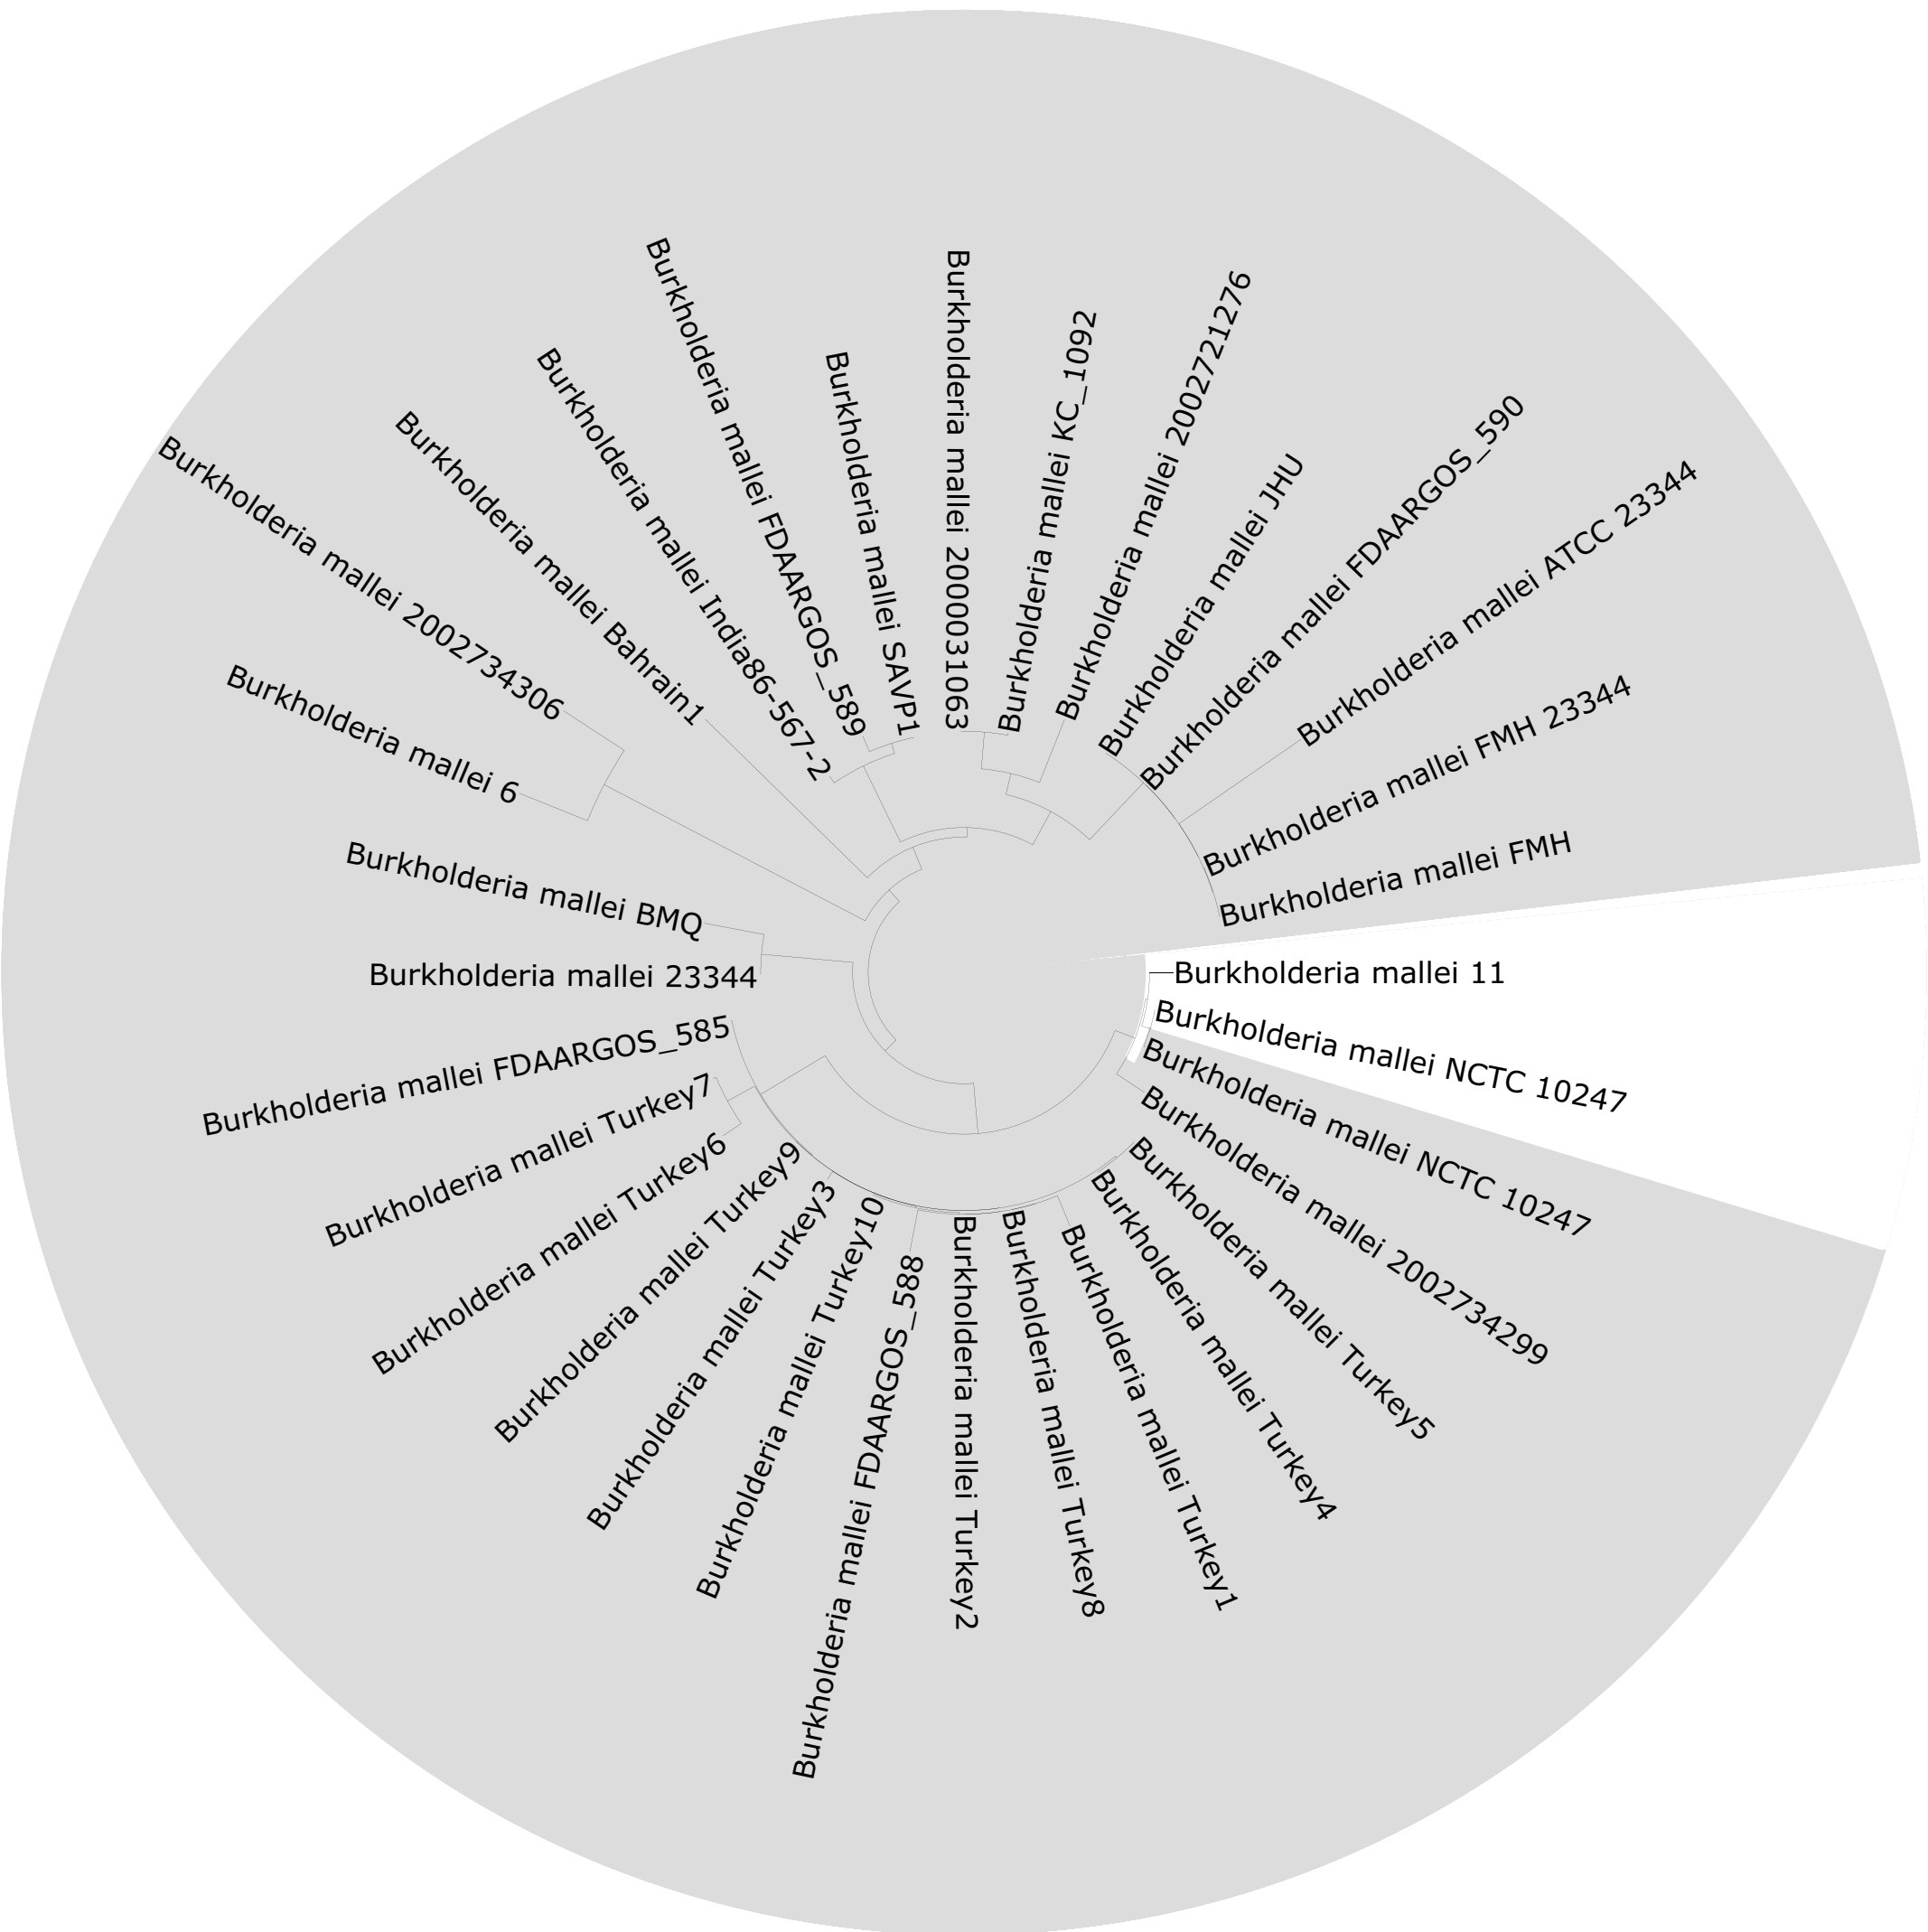 Burkholderia mallei 2000031063
Burkholderia mallei KC_1092
Burkholderia mallei 2002721276
Burkholderia mallei JHU
Burkholderia mallei FDAARGOS_590
Burkholderia mallei ATCC 23344
Burkholderia mallei FMH 23344
Burkholderia mallei FMH
Burkholderia mallei 11
Burkholderia mallei NCTC 10247
Burkholderia mallei NCTC 10247
Burkholderia mallei 2002734299
Burkholderia mallei Turkey5
Burkholderia mallei Turkey4
Burkholderia mallei Turkey1
Burkholderia mallei Turkey8
Burkholderia mallei Turkey2
Burkholderia mallei FDAARGOS_588
Burkholderia mallei Turkey10
Burkholderia mallei Turkey3
Burkholderia mallei Turkey9
Burkholderia mallei Turkey6
Burkholderia mallei Turkey7
Burkholderia mallei FDAARGOS_585
Burkholderia mallei 23344
Burkholderia mallei BMQ
Burkholderia mallei 6
Burkholderia mallei 2002734306
Burkholderia mallei Bahrain1
Burkholderia mallei India86-567-2
Burkholderia mallei FDAARGOS_589
Burkholderia mallei SAVP1